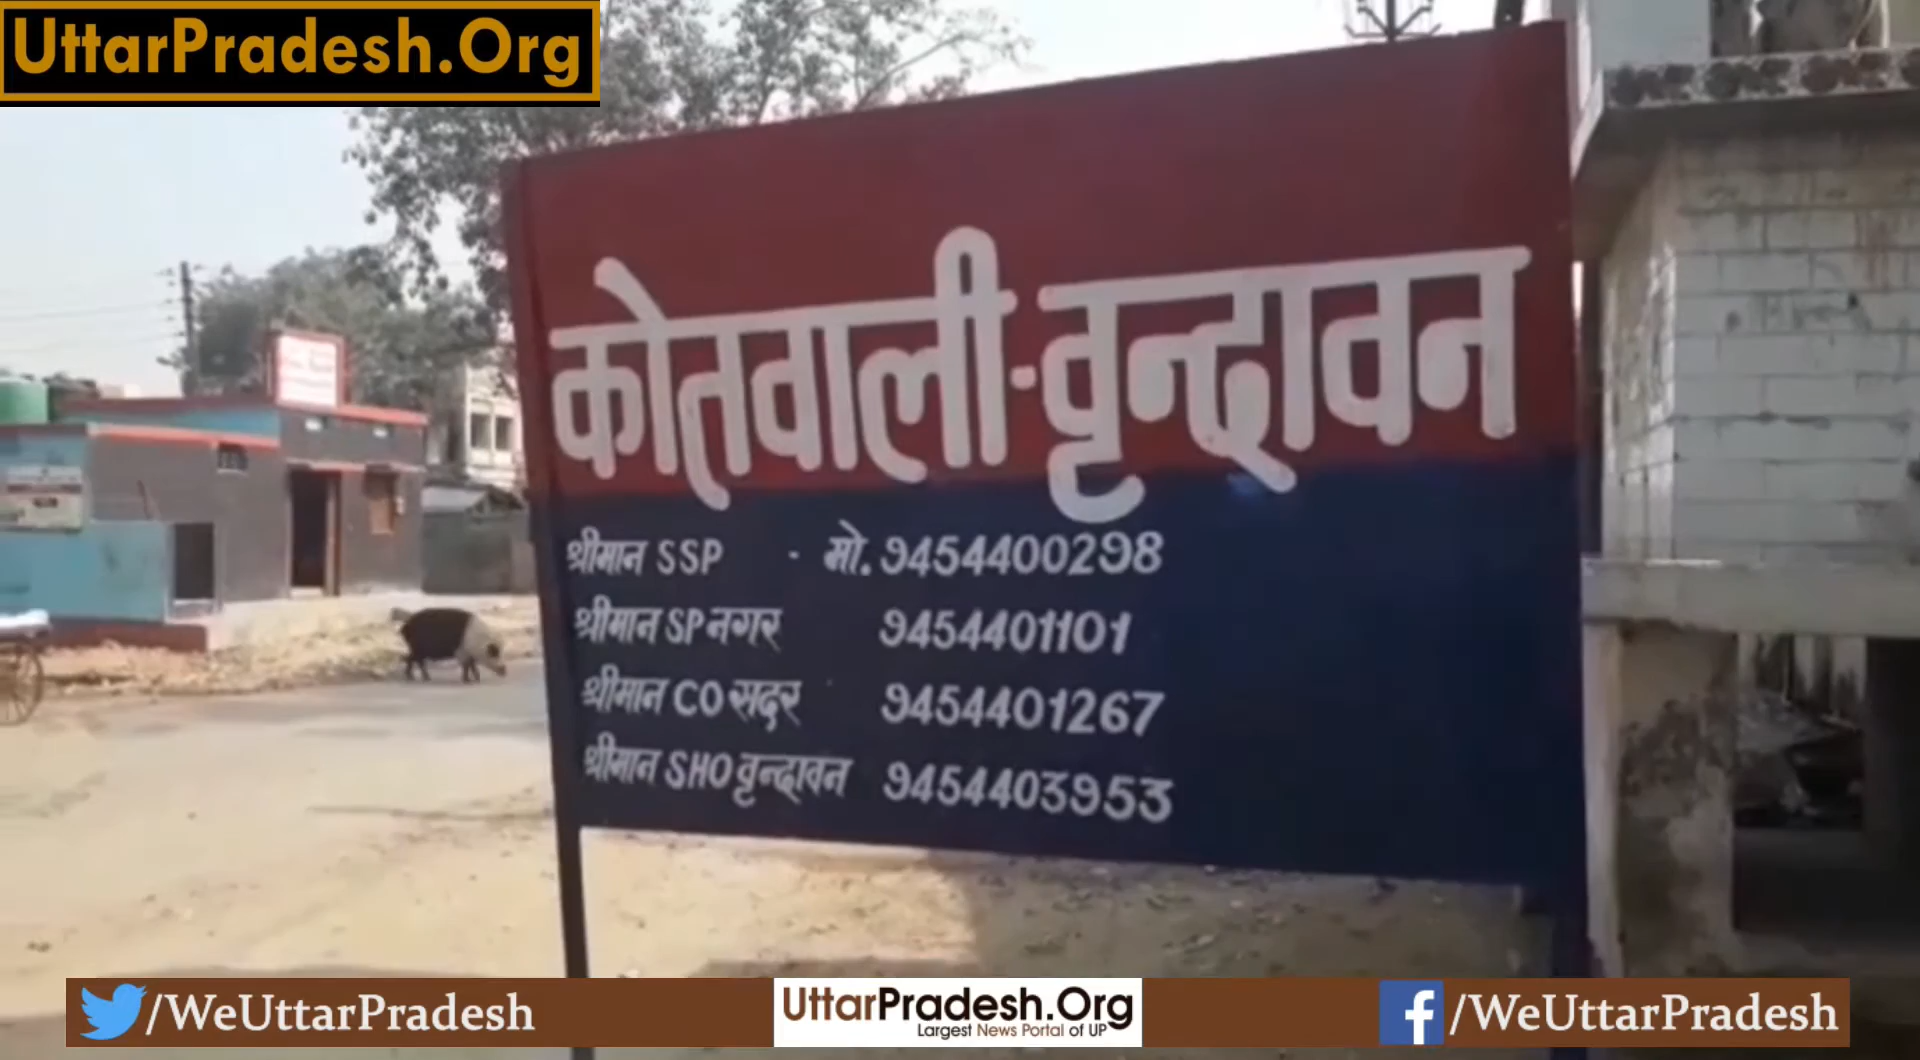 UttarPradesh.Org
कोतवाली-वृन्दावन
श्रीमान SSP - मो. 9454400298
श्रीमान SP नगर 9454401101
श्रीमान CO सदर 9454401267
श्रीमान SHO वृन्दावन 9454403953
/WeUttarPradesh
UttarPradesh.Org
Largest News Portal of UP
/WeUttarPradesh